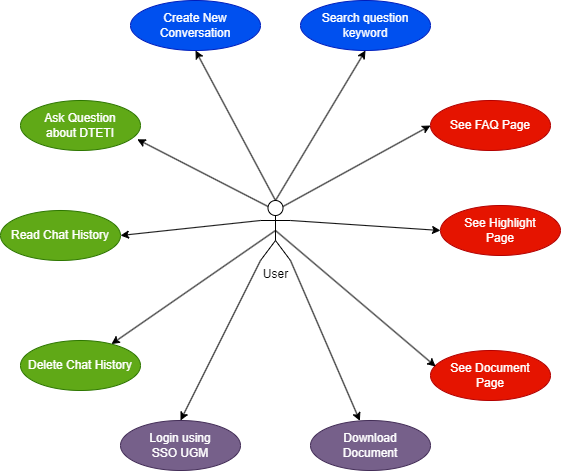 Create New
Conversation
Search question
keyword
Ask Question
about DTETI
See FAQ Page
Read Chat History
See Highlight
Page
User
Delete Chat History
See Document
Page
Login using
SSO UGM
Download
Document